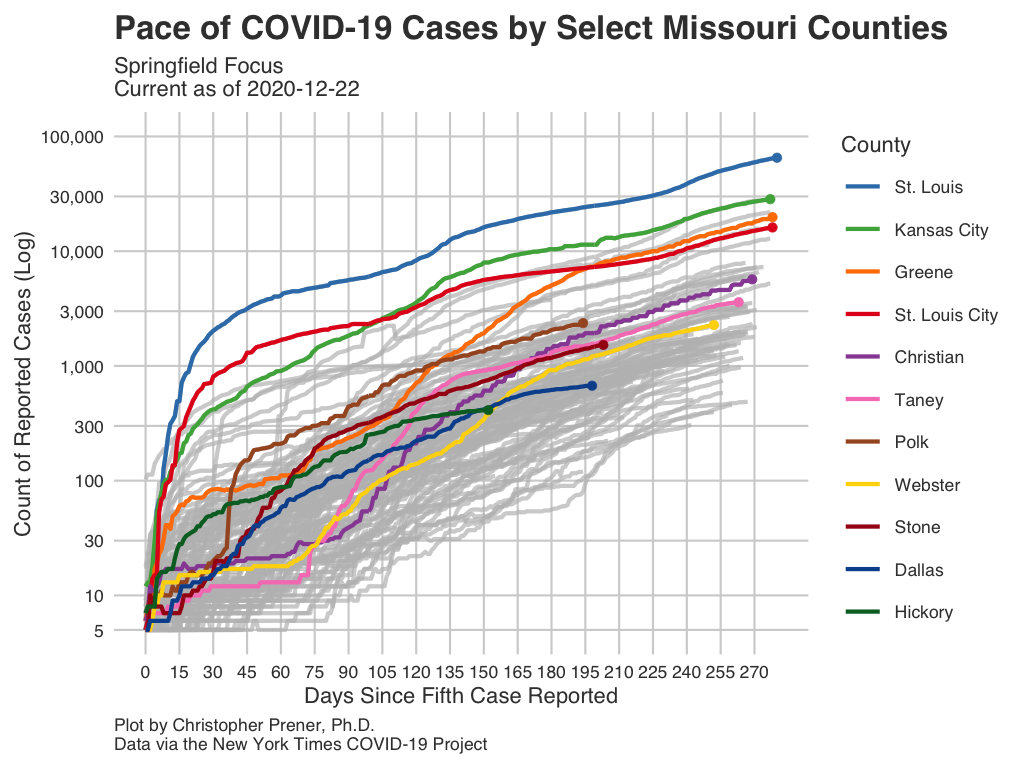 Pace of COVID-19 Cases by Select Missouri Counties
Springfield Focus
Current as of 2020-12-22
Count of Reported Cases (Log)
100,000
30,000
10,000
3,000
1,000
300
100
30
10
5
0 15 30 45 60 75 90 105 120 135 150 165 180 195 210 225 240 255 270
Days Since Fifth Case Reported
County
St. Louis
Kansas City
Greene
St. Louis City
Christian
Taney
Polk
Webster
Stone
Dallas
Hickory
Plot by Christopher Prener, Ph.D.
Data via the New York Times COVID-19 Project